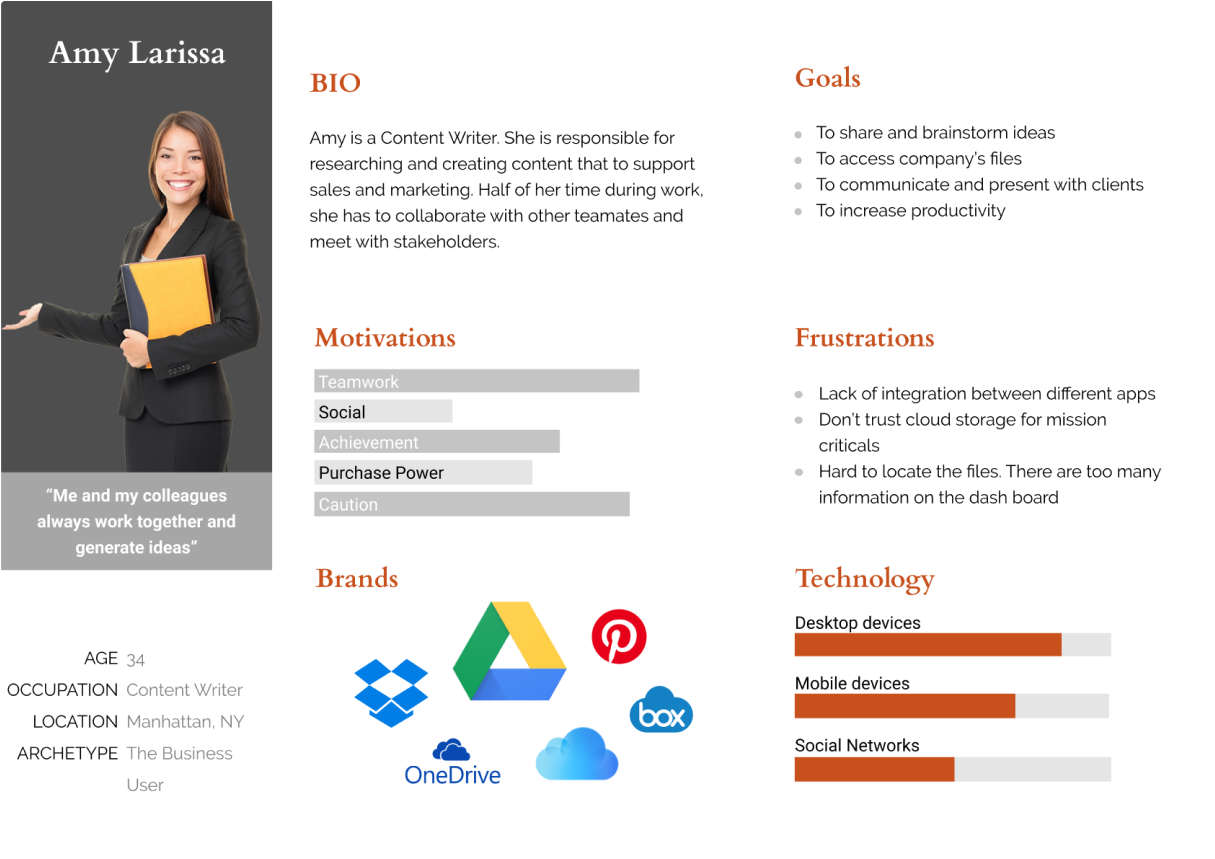 Amy Larissa
“Me and my colleagues
always work together and
generate ideas”
AGE 34
OCCUPATION Content Writer
LOCATION Manhattan, NY
ARCHETYPE The Business
User
BIO
Amy is a Content Writer. She is responsible for
researching and creating content that to support
sales and marketing. Half of her time during work,
she has to collaborate with other teamates and
meet with stakeholders.
Motivations
Teamwork
Social
Achievement
Purchase Power
Caution
Brands
box
OneDrive
Goals
To share and brainstorm ideas
To access company’s files
To communicate and present with clients
To increase productivity
Frustrations
Lack of integration between different apps
Don’t trust cloud storage for mission
criticals
Hard to locate the files. There are too many
information on the dash board
Technology
Desktop devices
Mobile devices
Social Networks